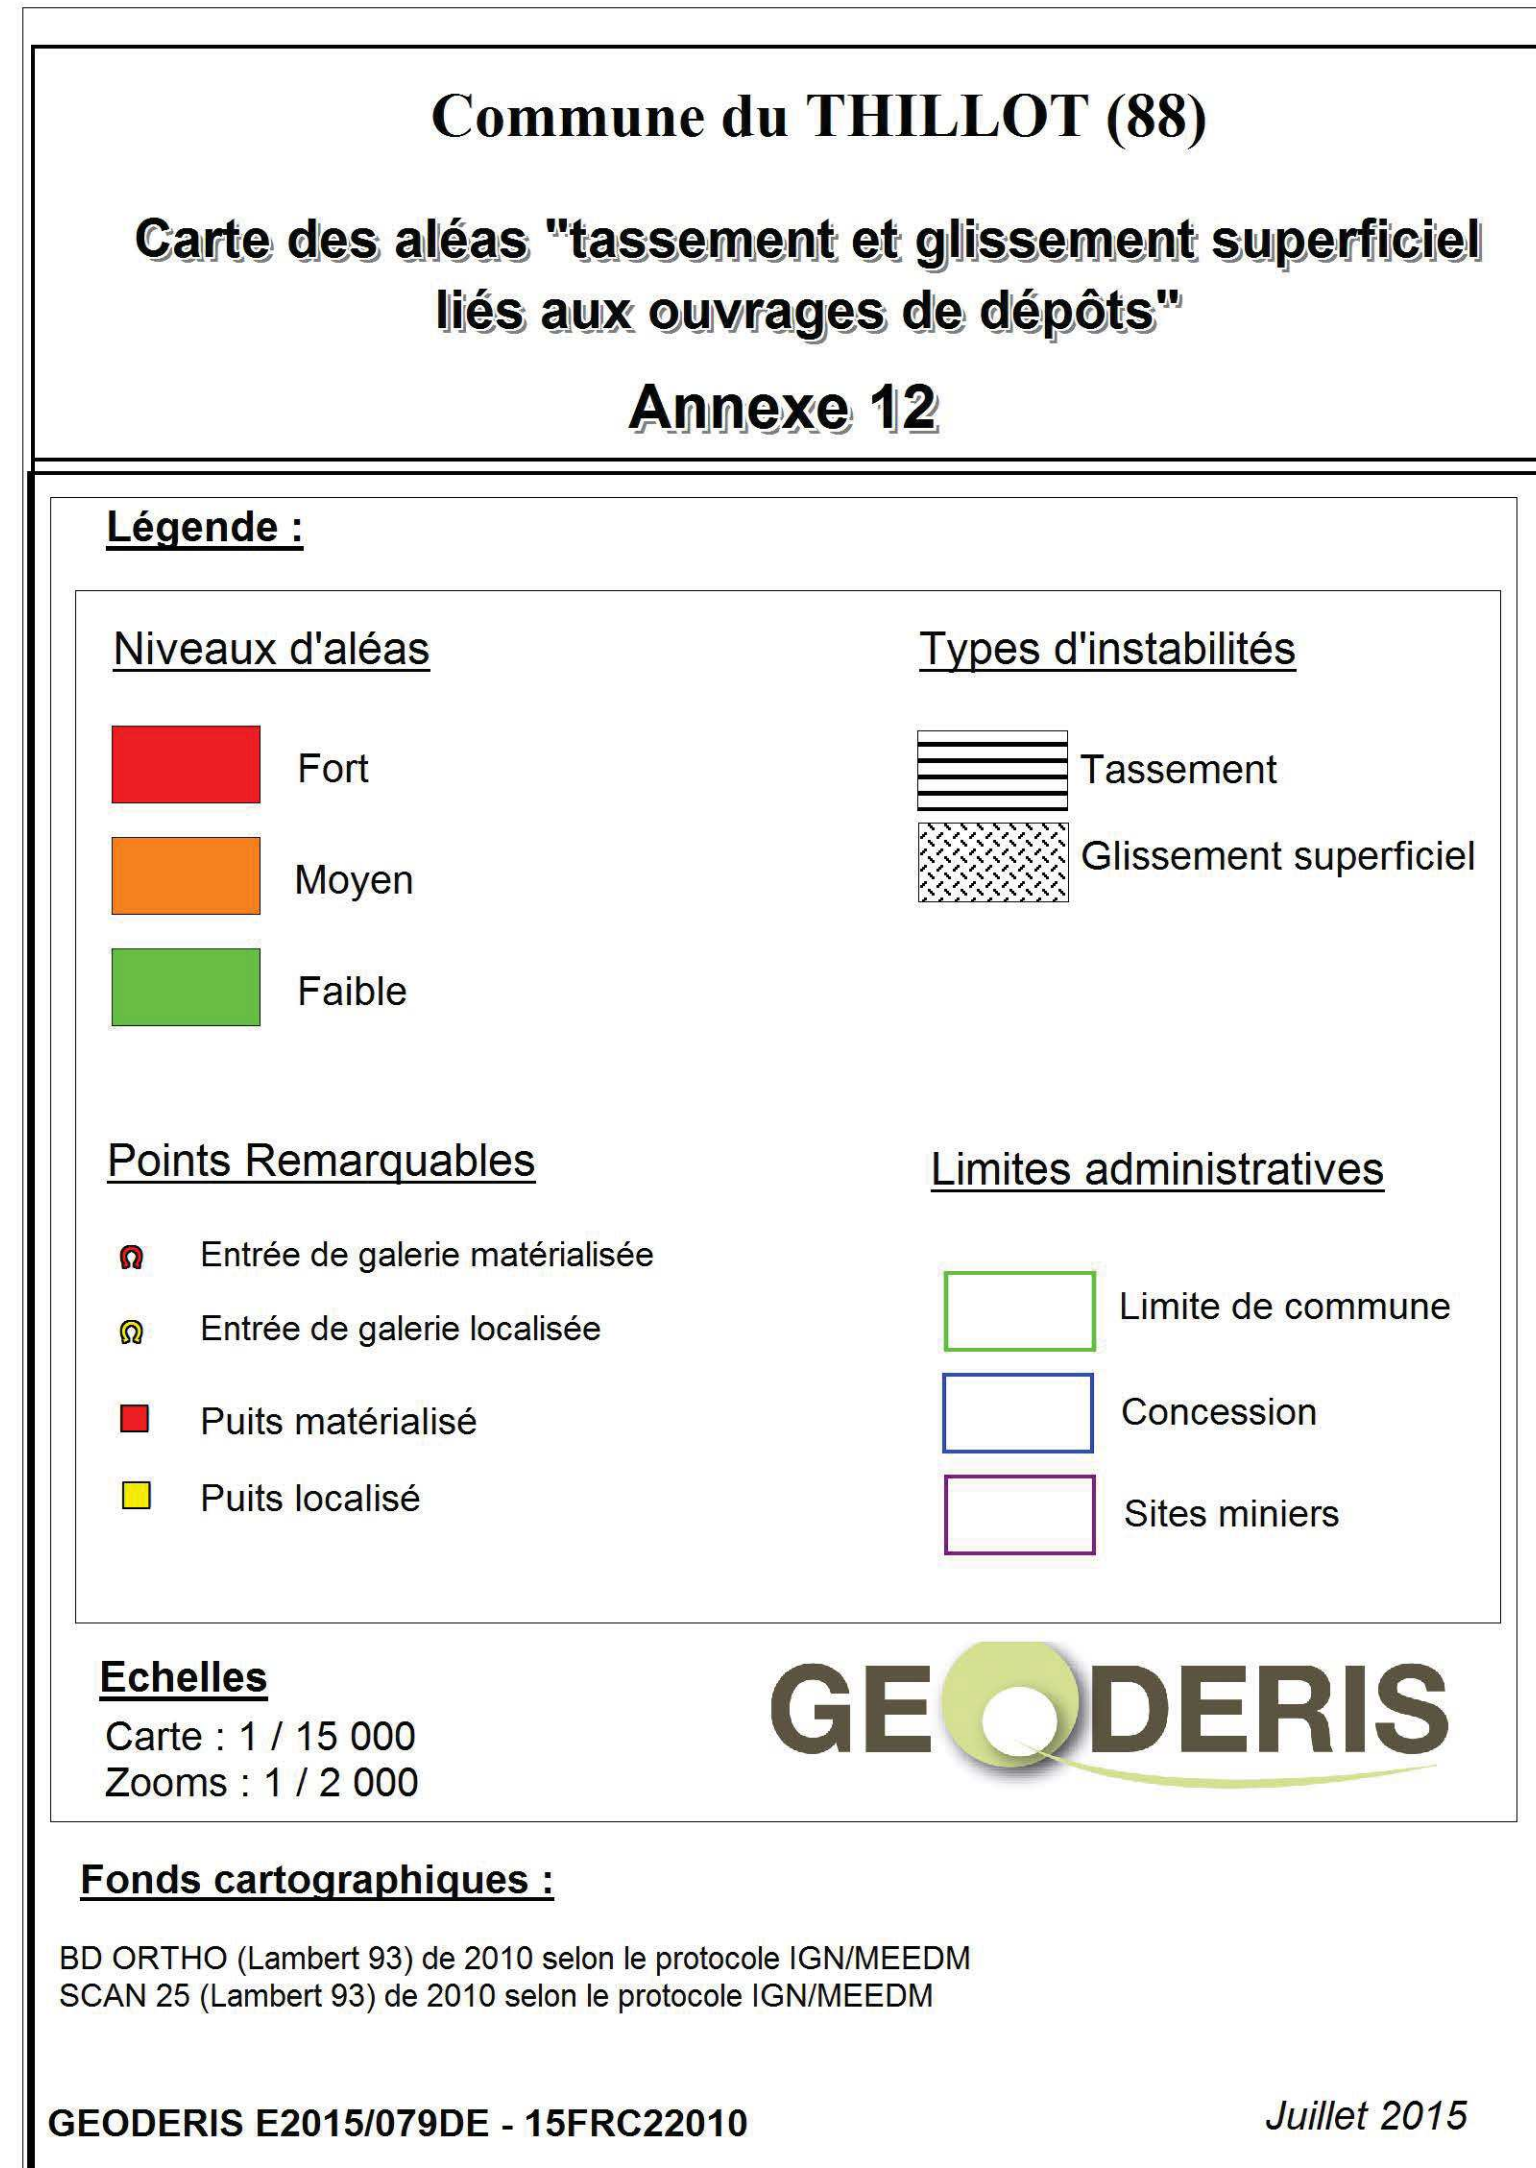 Commune du THILLOT (88)
Carte des aléas "tassement et glissement superficiel
liés aux ouvrages de dépôts"
Annexe 12
Légende :
Niveaux d'aléas
Fort
Moyen
Faible
Types d'instabilités
Tassement
Glissement superficiel
Points Remarquables
Entrée de galerie matérialisée
Entrée de galerie localisée
Puits matérialisé
Puits localisé
Limites administratives
Limite de commune
Concession
Sites miniers
Echelles
Carte : 1 / 15 000
Zooms : 1 / 2 000
GEODERIS
Fonds cartographiques :
BD ORTHO (Lambert 93) de 2010 selon le protocole IGN/MEEDM
SCAN 25 (Lambert 93) de 2010 selon le protocole IGN/MEEDM
GEODERIS E2015/079DE - 15FRC22010
Juillet 2015